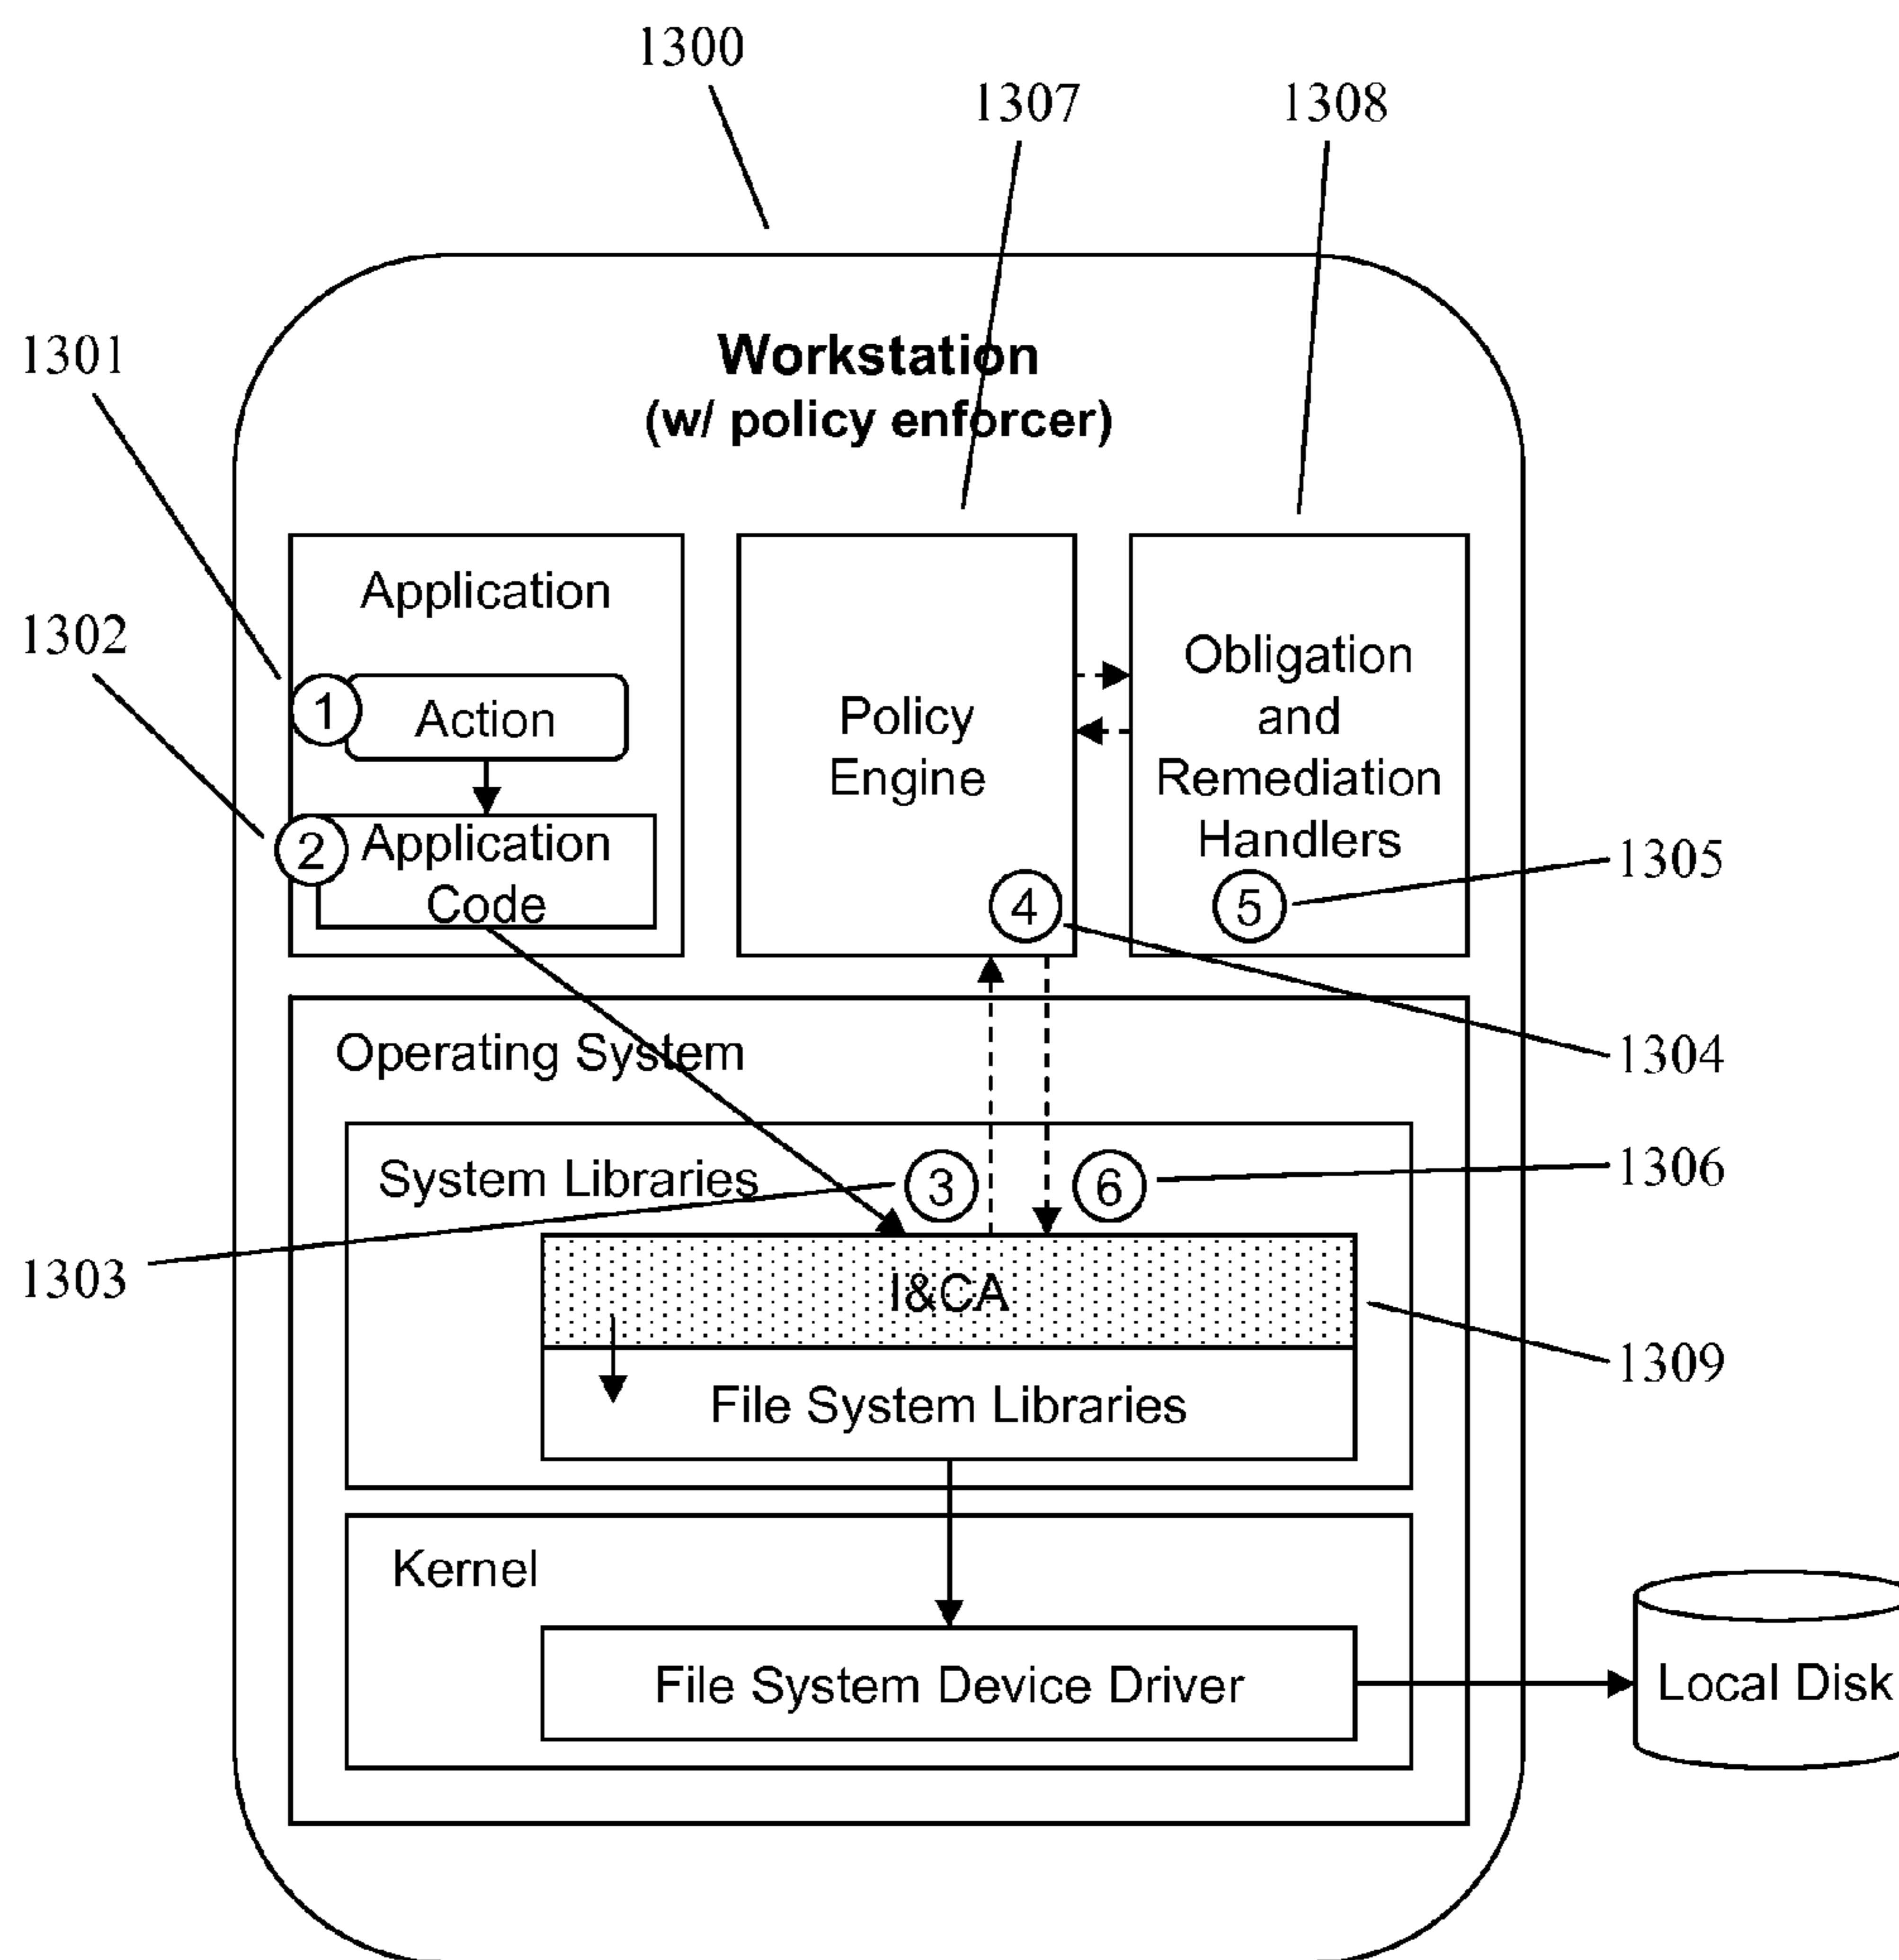 1300
1307
1308
1301
Workstation
(w/ policy enforcer)
1302
Application
1
Action
2
Application
Code
Policy
Engine
4
Obligation
and
Remediation
Handlers
5
1305
1304
Operating System
System Libraries
3
6
1306
1303
I&CA
1309
File System Libraries
Kernel
File System Device Driver
Local Disk